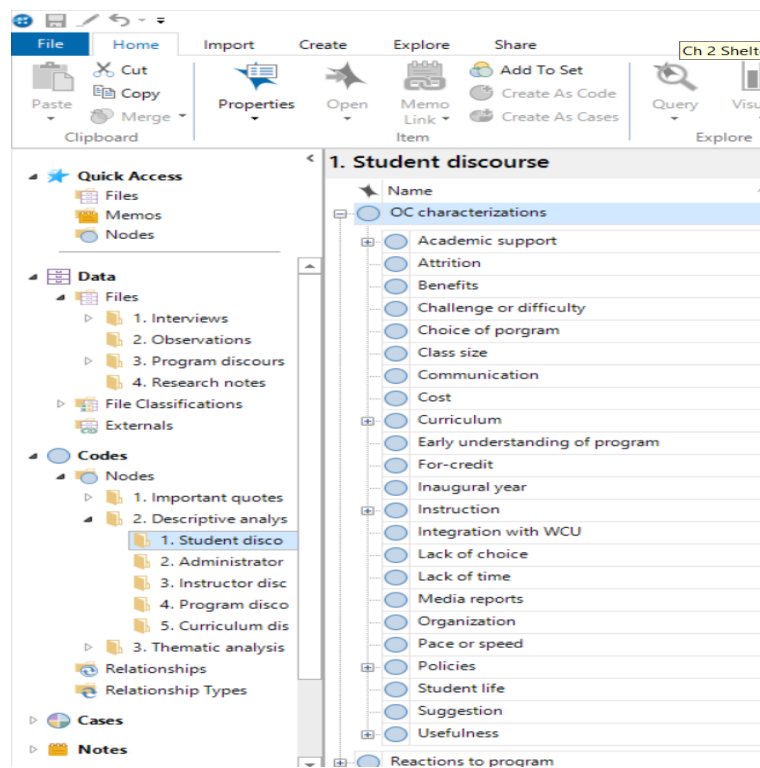 File Home Import Create Explore Share
Ch 2 Shelt
Paste
Cut
Copy
Merge
Clipboard
Properties
Open
Memo
Link
Item
Add To Set
Create As Code
Create As Cases
Query
Visu
Explore
Quick Access
Files
Memos
Nodes
Data
Files
1. Interviews
2. Observations
3. Program discours
4. Research notes
File Classifications
Externals
Codes
Nodes
1. Important quotes
2. Descriptive analys
1. Student disco
2. Administrator
3. Instructor disc
4. Program disco
5. Curriculum dis
3. Thematic analysis
Relationships
Relationship Types
Cases
Notes
1. Student discourse
Name
OC characterizations
Academic support
Attrition
Benefits
Challenge or difficulty
Choice of porgram
Class size
Communication
Cost
Curriculum
Early understanding of program
For-credit
Inaugural year
Instruction
Integration with WCU
Lack of choice
Lack of time
Media reports
Organization
Pace or speed
Policies
Student life
Suggestion
Usefulness
Reactions to program